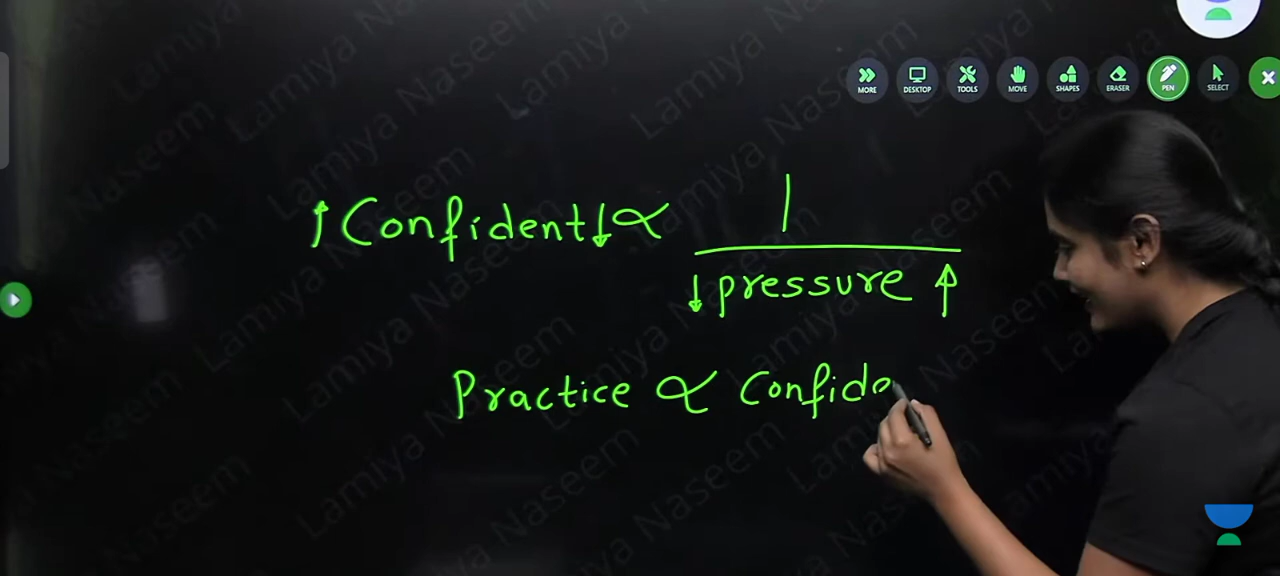 MORE DESKTOP TOOLS MOVE SHAPES ERASER PEN SELECT
↑ Confident ↓ ∝ 1
↓ pressure ↑
Practice ∝ Confide
Lamiya Naseem